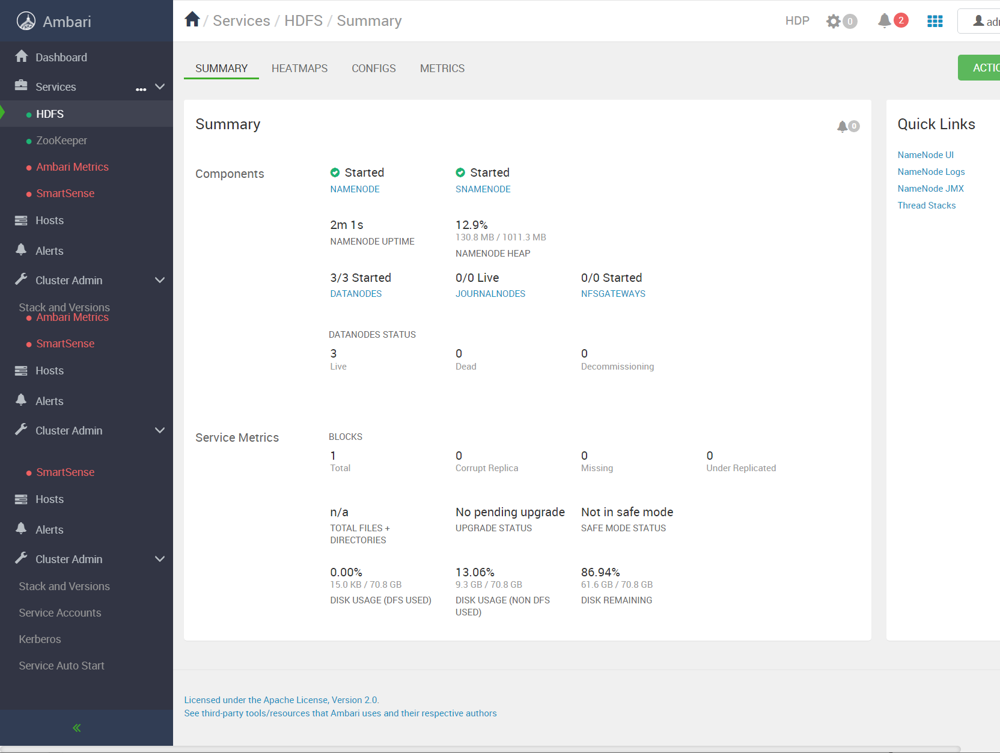 Ambari
Dashboard
Services
HDFS
ZooKeeper
Ambari Metrics
SmartSense
Hosts
Alerts
Cluster Admin
Stack and Versions
Ambari Metrics
SmartSense
Hosts
Alerts
Cluster Admin
SmartSense
Hosts
Alerts
Cluster Admin
Stack and Versions
Service Accounts
Kerberos
Service Auto Start
/ Services / HDFS / Summary
HDP 0 2
SUMMARY HEATMAPS CONFIGS METRICS
Summary
0
Components
Started
NAMENODE
Started
SNAMENODE
2m 1s
NAMENODE UPTIME
12.9%
130.8 MB / 1011.3 MB
NAMENODE HEAP
3/3 Started
DATANODES
0/0 Live
JOURNALNODES
0/0 Started
NFSGATEWAYS
DATANODES STATUS
3
Live
0
Dead
0
Decommissioning
Service Metrics
BLOCKS
1
Total
0
Corrupt Replica
0
Missing
0
Under Replicated
n/a
TOTAL FILES +
DIRECTORIES
No pending upgrade
UPGRADE STATUS
Not in safe mode
SAFE MODE STATUS
0.00%
15.0 KB / 70.8 GB
DISK USAGE (DFS USED)
13.06%
9.3 GB / 70.8 GB
DISK USAGE (NON DFS
USED)
86.94%
61.6 GB / 70.8 GB
DISK REMAINING
Quick Links
NameNode UI
NameNode Logs
NameNode JMX
Thread Stacks
Licensed under the Apache License, Version 2.0.
See third-party tools/resources that Ambari uses and their respective authors